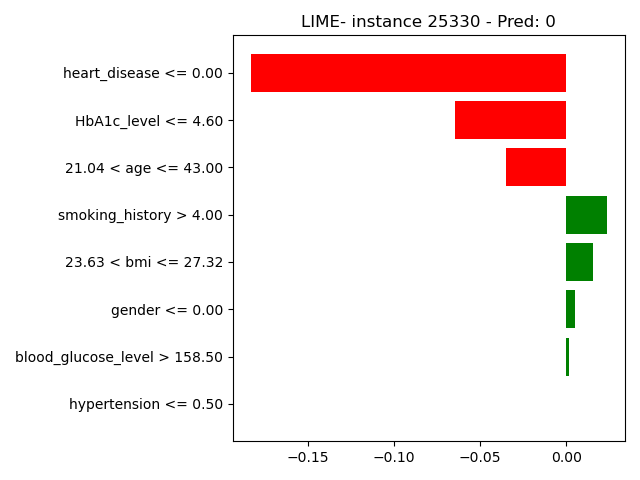 LIME- instance 25330 - Pred: 0
heart_disease <= 0.00
HbA1c_level <= 4.60
21.04 < age <= 43.00
smoking_history > 4.00
23.63 < bmi <= 27.32
gender <= 0.00
blood_glucose_level > 158.50
hypertension <= 0.50
−0.15 −0.10 −0.05 0.00